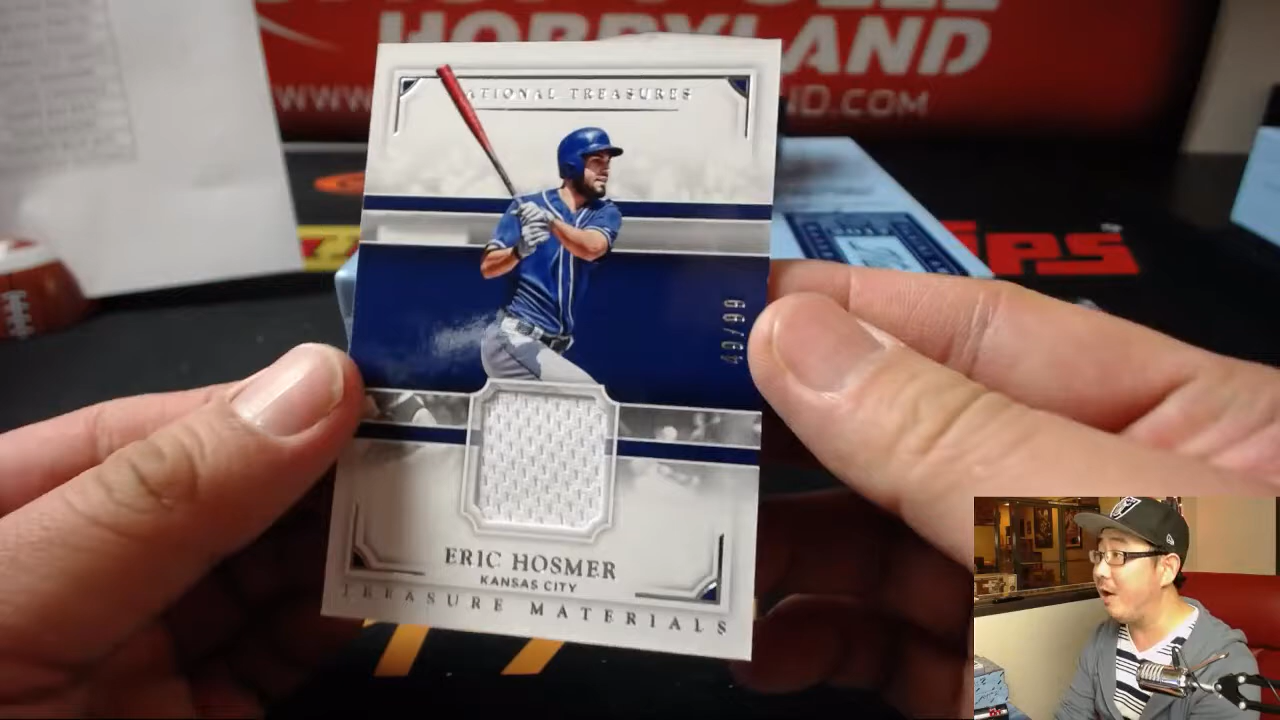 HOBBYLAND
WWW
D.COM
ATIONAL TREASURES
49/99
ERIC HOSMER
KANSAS CITY
TREASURE MATERIALS